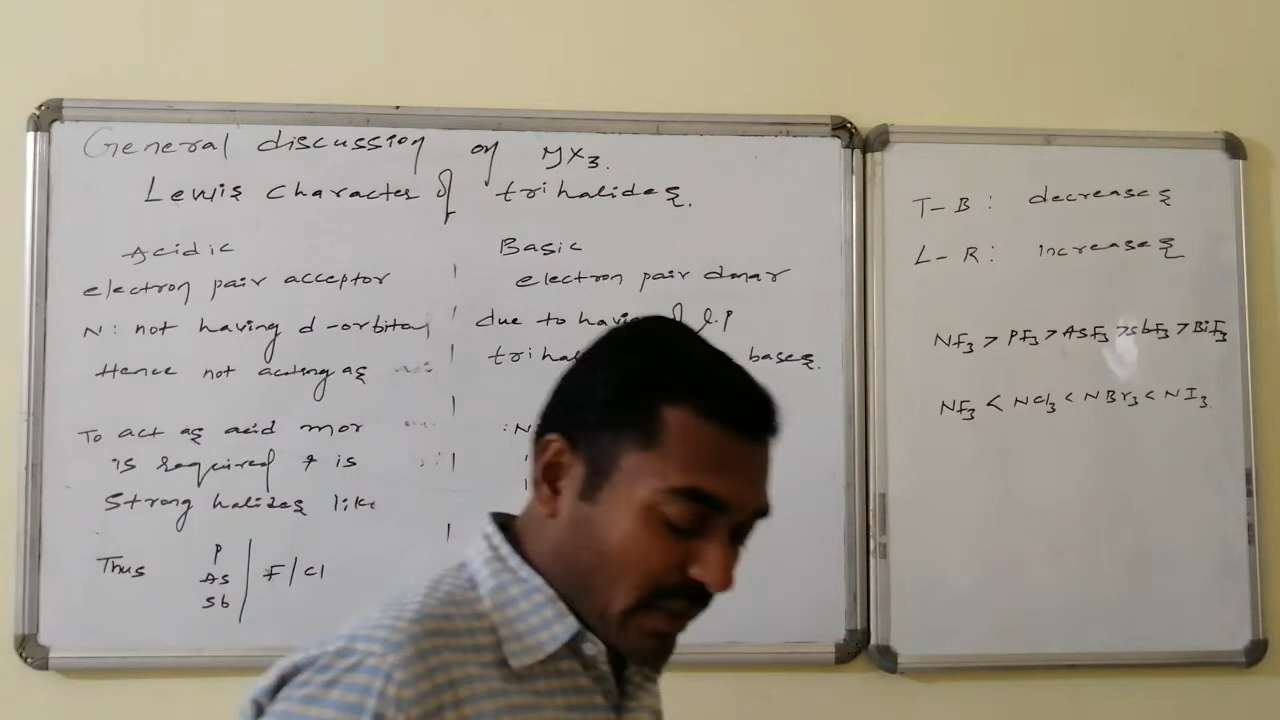 General discussion on MX3.
Lewis Character of trihalides.
Acidic
electron pair acceptor
N: not having d-orbital
Hence not acting as
To act as acid mor
is required & is
Strong halides like
Thus P
As
Sb
F/Cl
Basic
electron pair donar
due to having of l.p
bases.
:N
T-B: decreases
L-R: increases
NF3 > PF3 > AsF3 > SbF3 > BiF3
NF3 < NCl3 < NBr3 < NI3.